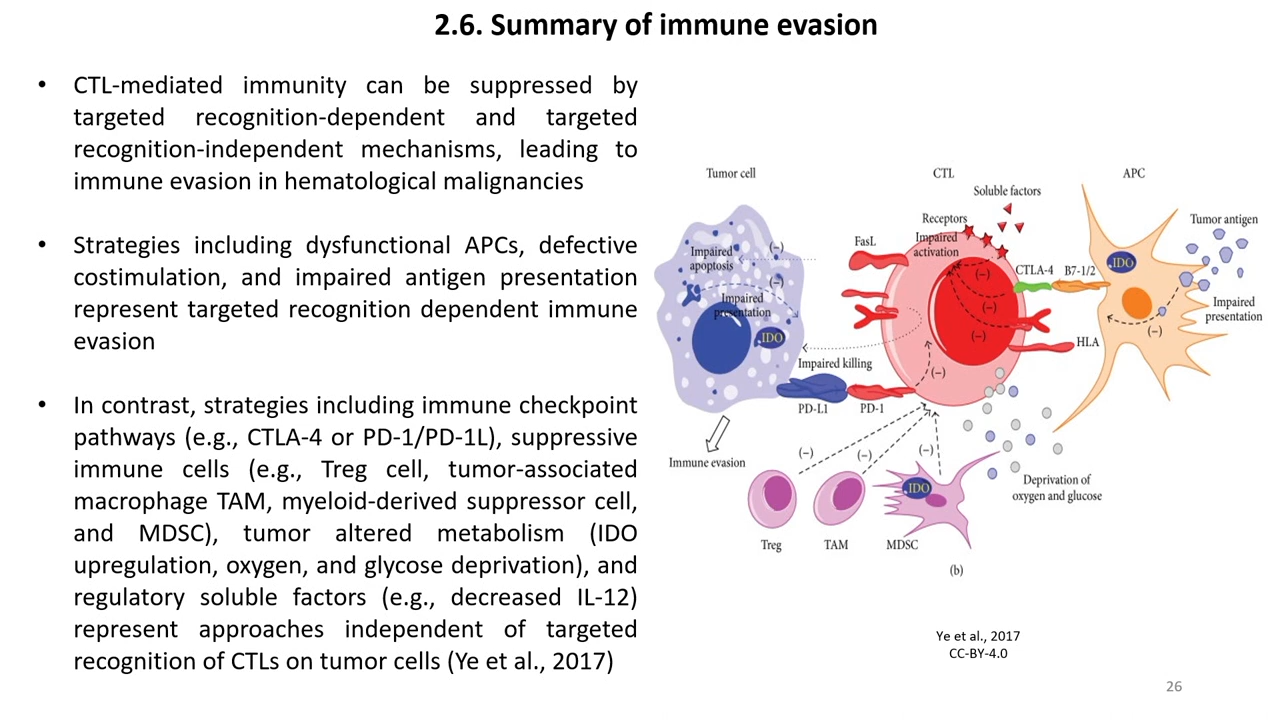 2.6. Summary of immune evasion
• CTL-mediated immunity can be suppressed by
targeted recognition-dependent and targeted
recognition-independent mechanisms, leading to
immune evasion in hematological malignancies
• Strategies including dysfunctional APCs, defective
costimulation, and impaired antigen presentation
represent targeted recognition dependent immune
evasion
• In contrast, strategies including immune checkpoint
pathways (e.g., CTLA-4 or PD-1/PD-1L), suppressive
immune cells (e.g., Treg cell, tumor-associated
macrophage TAM, myeloid-derived suppressor cell,
and MDSC), tumor altered metabolism (IDO
upregulation, oxygen, and glycose deprivation), and
regulatory soluble factors (e.g., decreased IL-12)
represent approaches independent of targeted
recognition of CTLs on tumor cells (Ye et al., 2017)
Tumor cell
CTL
APC
Soluble factors
Receptors
Tumor antigen
FasL
Impaired
activation
Impaired
apoptosis
(–)
(–)
(–)
CTLA-4
B7-1/2
IDO
Impaired
presentation
Impaired
presentation
(–)
(–)
(–)
IDO
HLA
Impaired killing
(–)
PD-L1
PD-1
Immune evasion
(–)
(–)
(–)
IDO
Deprivation of
oxygen and glucose
Treg
TAM
MDSC
(b)
Ye et al., 2017
CC-BY-4.0
26